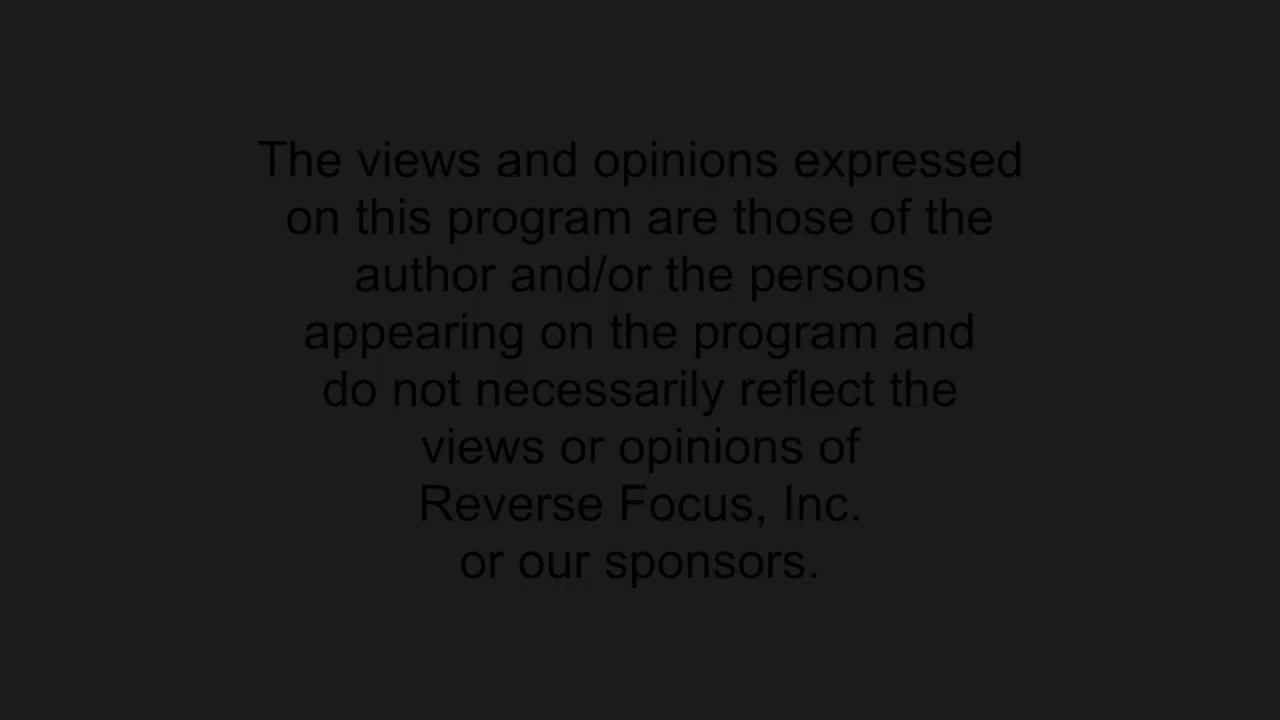 The views and opinions expressed
on this program are those of the
author and/or the persons
appearing on the program and
do not necessarily reflect the
views or opinions of
Reverse Focus, Inc.
or our sponsors.